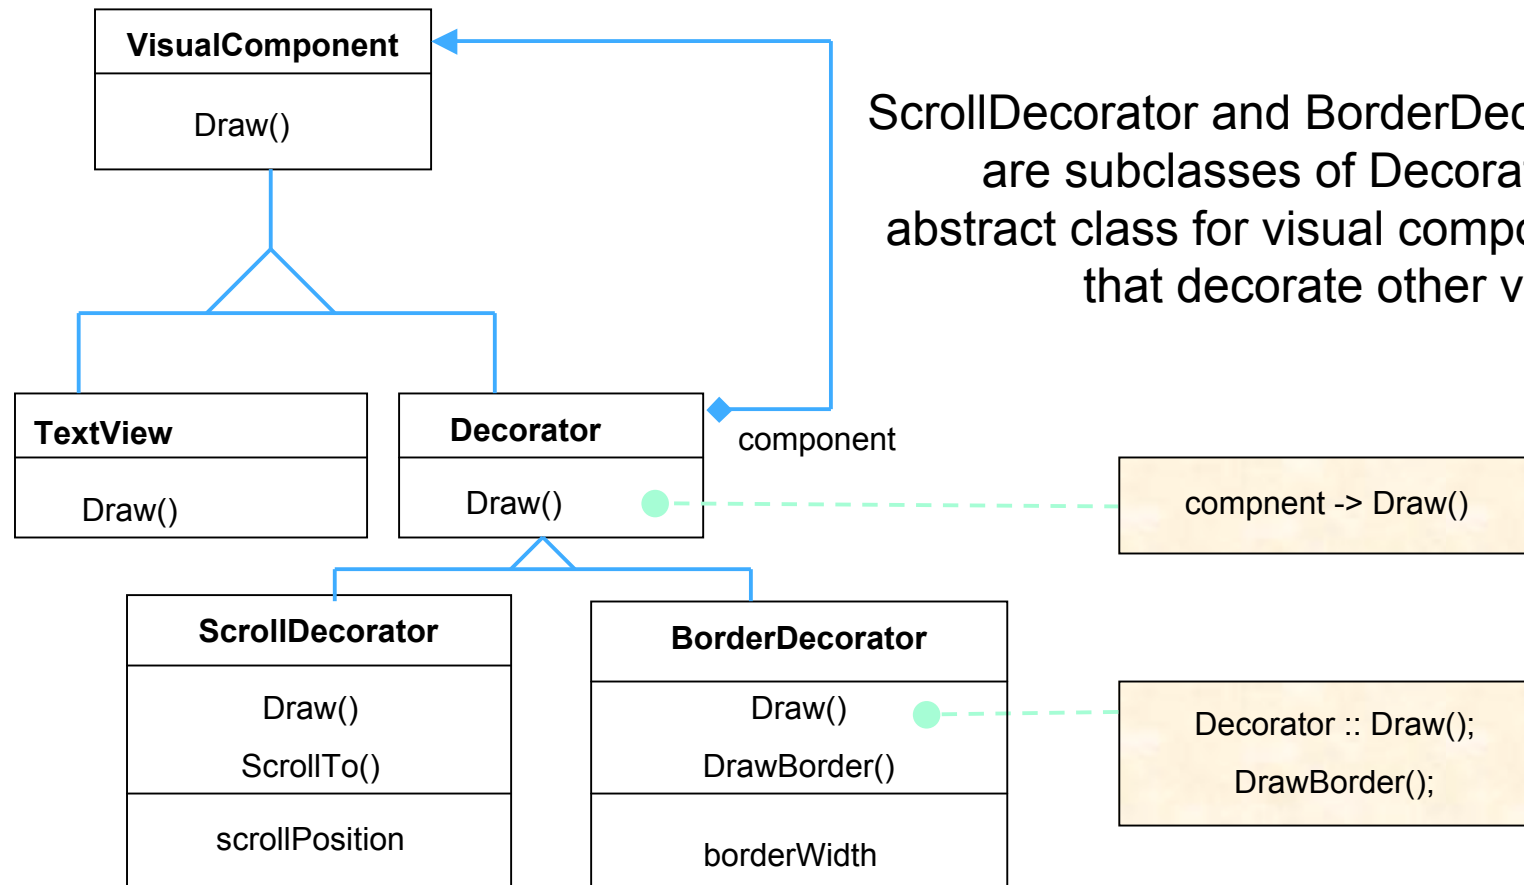 VisualComponent
Draw()
ScrollDecorator and BorderDec
are subclasses of Decora
abstract class for visual compo
that decorate other v
TextView
Draw()
Decorator
Draw()
component
compnent -> Draw()
ScrollDecorator
Draw()
ScrollTo()
scrollPosition
BorderDecorator
Draw()
DrawBorder()
borderWidth
Decorator :: Draw();
DrawBorder();